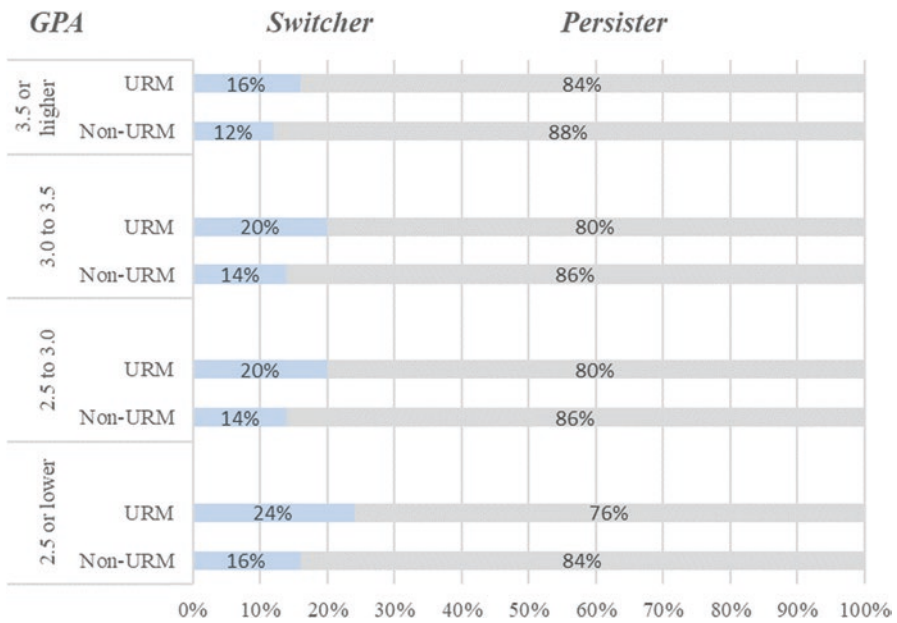 GPA Switcher Persister
3.5 or
higher
URM 16% 84%
Non-URM 12% 88%
3.0 to 3.5
URM 20% 80%
Non-URM 14% 86%
2.5 to 3.0
URM 20% 80%
Non-URM 14% 86%
2.5 or lower
URM 24% 76%
Non-URM 16% 84%
0% 10% 20% 30% 40% 50% 60% 70% 80% 90% 100%